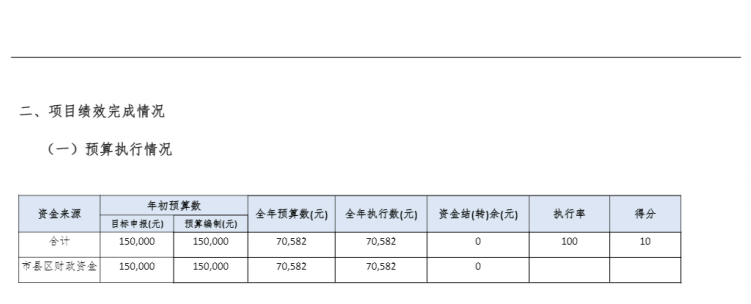 二、项目绩效完成情况
（一）预算执行情况
资金来源 年初预算数 全年预算数(元) 全年执行数(元) 资金结(转)余(元) 执行率 得分
目标申报(元) 预算编制(元)
合计 150,000 150,000 70,582 70,582 0 100 10
市县区财政资金 150,000 150,000 70,582 70,582 0